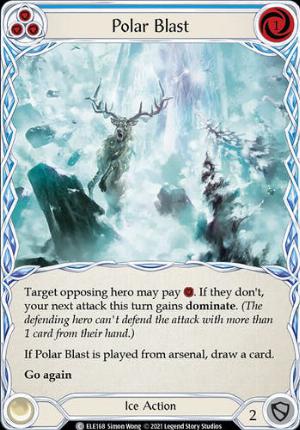 Polar Blast
1
Target opposing hero may pay . If they don't,
your next attack this turn gains dominate. (The
defending hero can't defend the attack with more than
1 card from their hand.)
If Polar Blast is played from arsenal, draw a card.
Go again
Ice Action
2
C ELE168 Simon Wong © 2021 Legend Story Studios